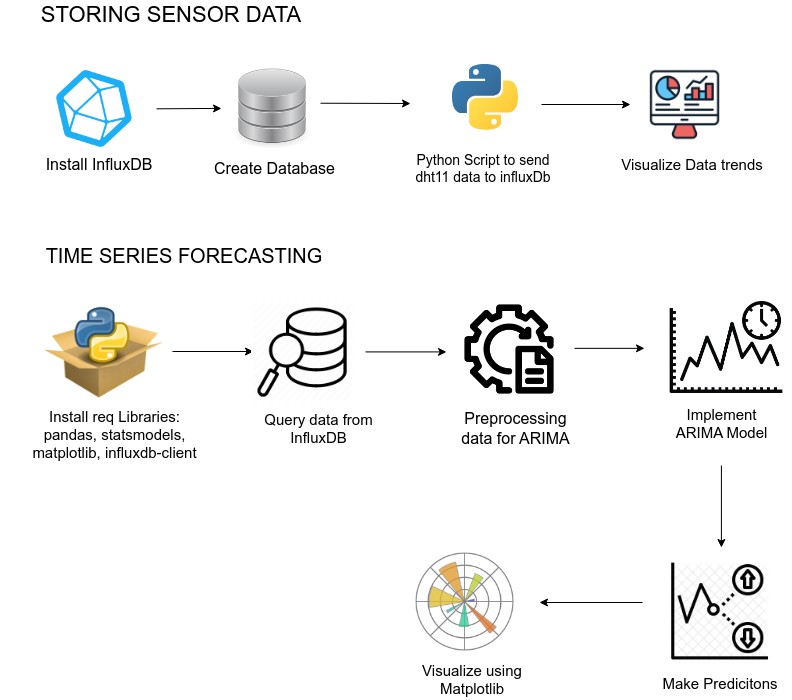 STORING SENSOR DATA
Install InfluxDB
Create Database
Python Script to send
dht11 data to influxDb
Visualize Data trends
TIME SERIES FORECASTING
Install req Libraries:
pandas, statsmodels,
matplotlib, influxdb-client
Query data from
InfluxDB
Preprocessing
data for ARIMA
Implement
ARIMA Model
Make Predicitons
Visualize using
Matplotlib